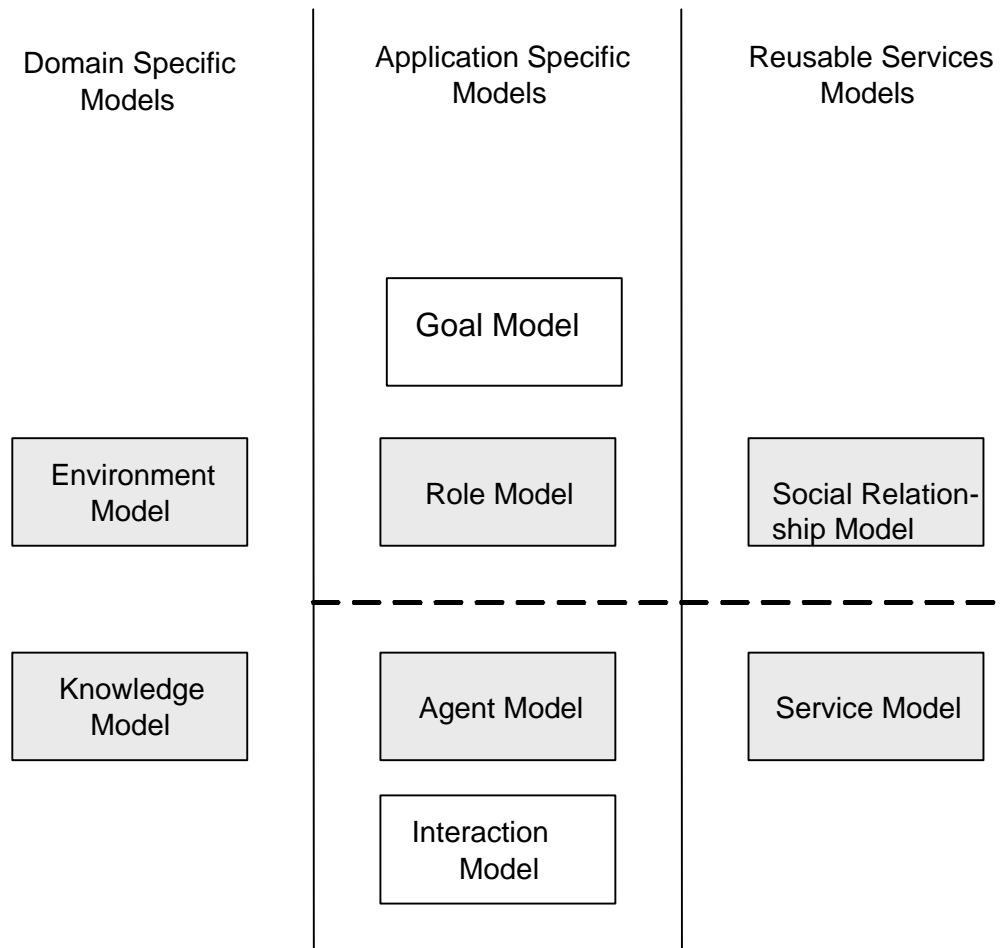 Domain Specific
Models
Application Specific
Models
Reusable Services
Models
Goal Model
Environment
Model
Role Model
Social Relation-
ship Model
Knowledge
Model
Agent Model
Service Model
Interaction
Model